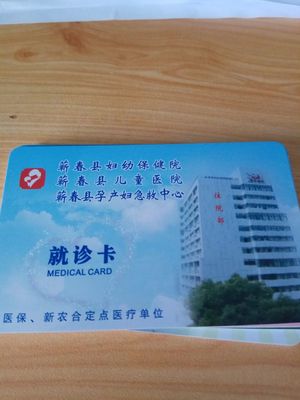 蕲春县妇幼保健院
蕲春县儿童医院
蕲春县孕产妇急救中心
住院部
就诊卡
MEDICAL CARD
医保、新农合定点医疗单位